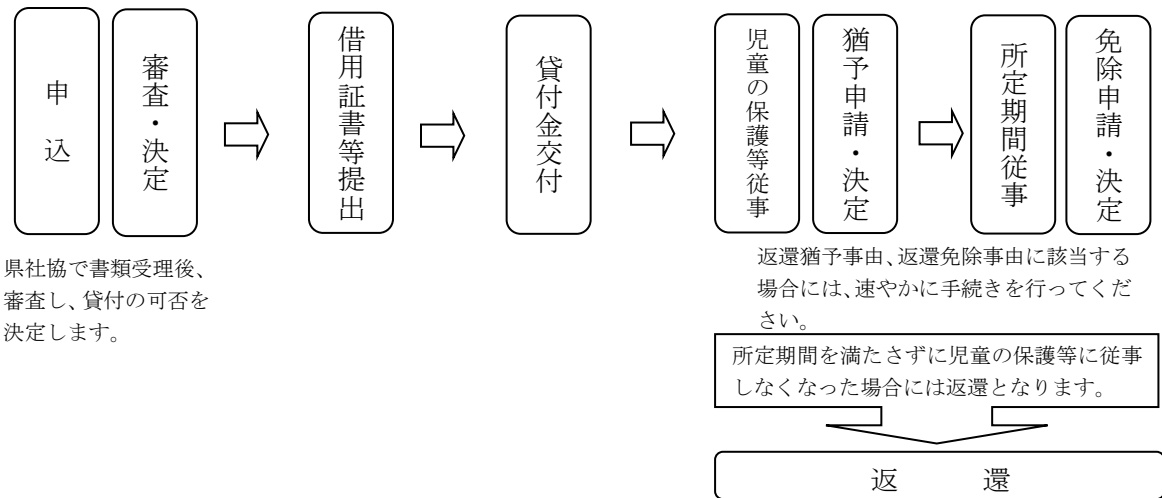 申込
審査・決定
借用証書等提出
貸付金交付
児童の保護等従事
猶予申請・決定
所定期間従事
免除申請・決定
県社協で書類受理後、
審査し、貸付の可否を
決定します。
返還猶予事由、返還免除事由に該当する
場合には、速やかに手続きを行ってくだ
さい。
所定期間を満たさずに児童の保護等に従事
しなくなった場合には返還となります。
返　還